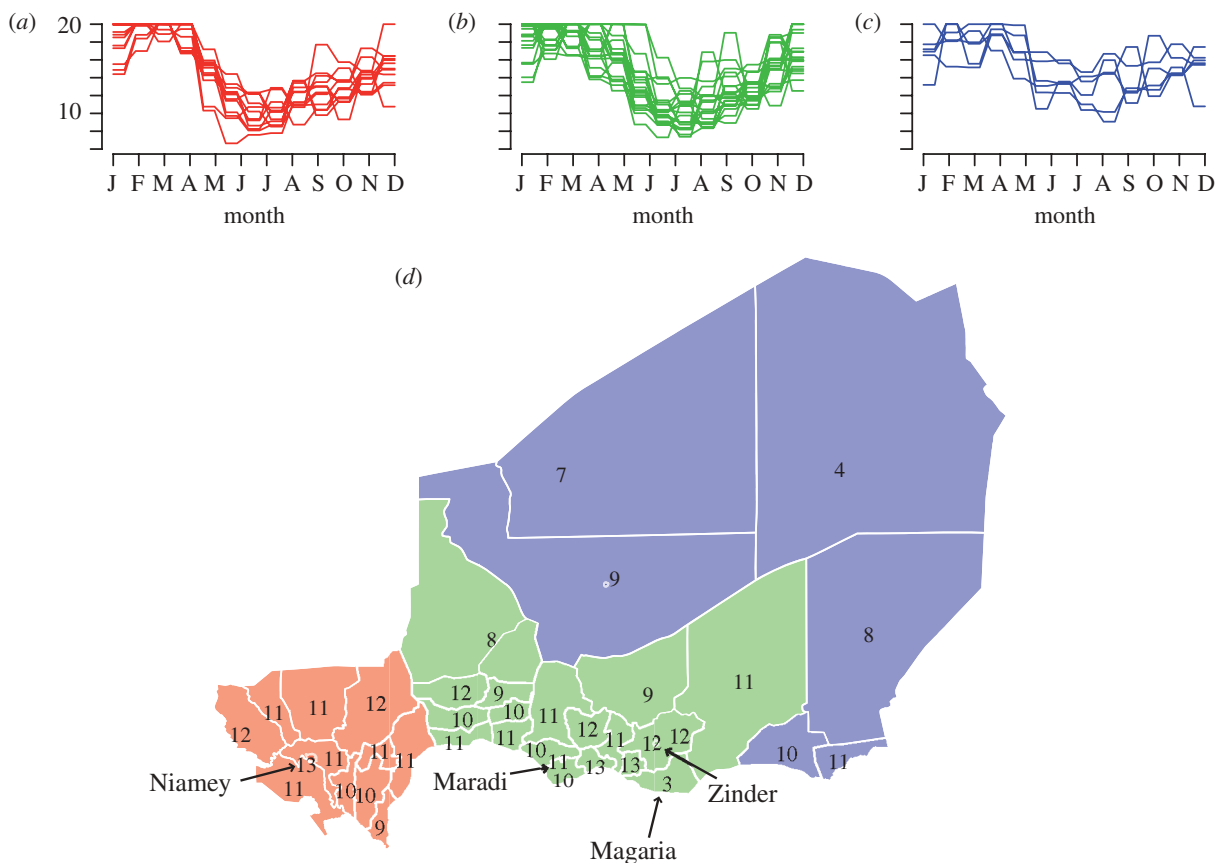 (a) (b) (c)
20
10
J F M A M J J A S O N D
J F M A M J J A S O N D
J F M A M J J A S O N D
month month month
(d)
7 4
9
8 8
11
12 9 9
11 11 12
10 10 11 12 11 12 12
12 11 11 10 11
13 11 11 11 10 11 13 13 10 11
Niamey Maradi Zinder
11 10 10 10 3
9
Magaria